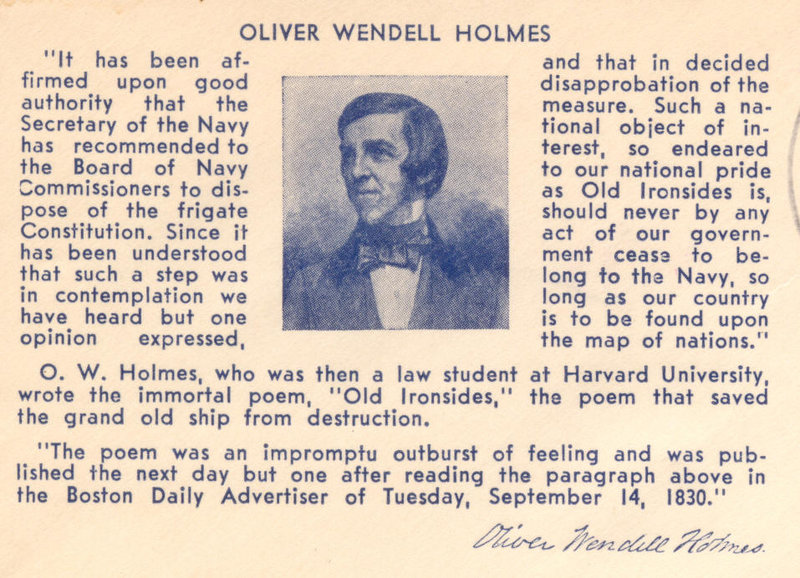 OLIVER WENDELL HOLMES
"It has been af-
firmed upon good
authority that the
Secretary of the Navy
has recommended to
the Board of Navy
Commissioners to dis-
pose of the frigate
Constitution. Since it
has been understood
that such a step was
in contemplation we
have heard but one
opinion expressed,
and that in decided
disapprobation of the
measure. Such a na-
tional object of in-
terest, so endeared
to our national pride
as Old Ironsides is,
should never by any
act of our govern-
ment cease to be-
long to the Navy, so
long as our country
is to be found upon
the map of nations."
O. W. Holmes, who was then a law student at Harvard University,
wrote the immortal poem, "Old Ironsides," the poem that saved
the grand old ship from destruction.
"The poem was an impromptu outburst of feeling and was pub-
lished the next day but one after reading the paragraph above in
the Boston Daily Advertiser of Tuesday, September 14, 1830."
Oliver Wendell Holmes.